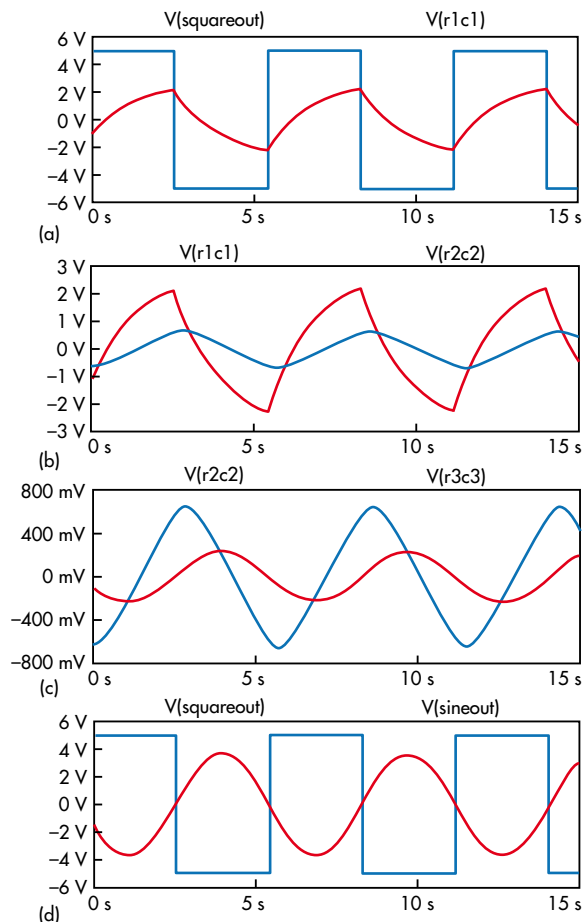 V(squareout) V(r1c1)
6 V
4 V
2 V
0 V
−2 V
−4 V
−6 V
0 s 5 s 10 s 15 s
(a)
V(r1c1) V(r2c2)
3 V
2 V
1 V
0 V
−1 V
−2 V
−3 V
0 s 5 s 10 s 15 s
(b)
V(r2c2) V(r3c3)
800 mV
400 mV
0 mV
−400 mV
−800 mV
0 s 5 s 10 s 15 s
(c)
V(squareout) V(sineout)
6 V
4 V
2 V
0 V
−2 V
−4 V
−6 V
0 s 5 s 10 s 15 s
(d)